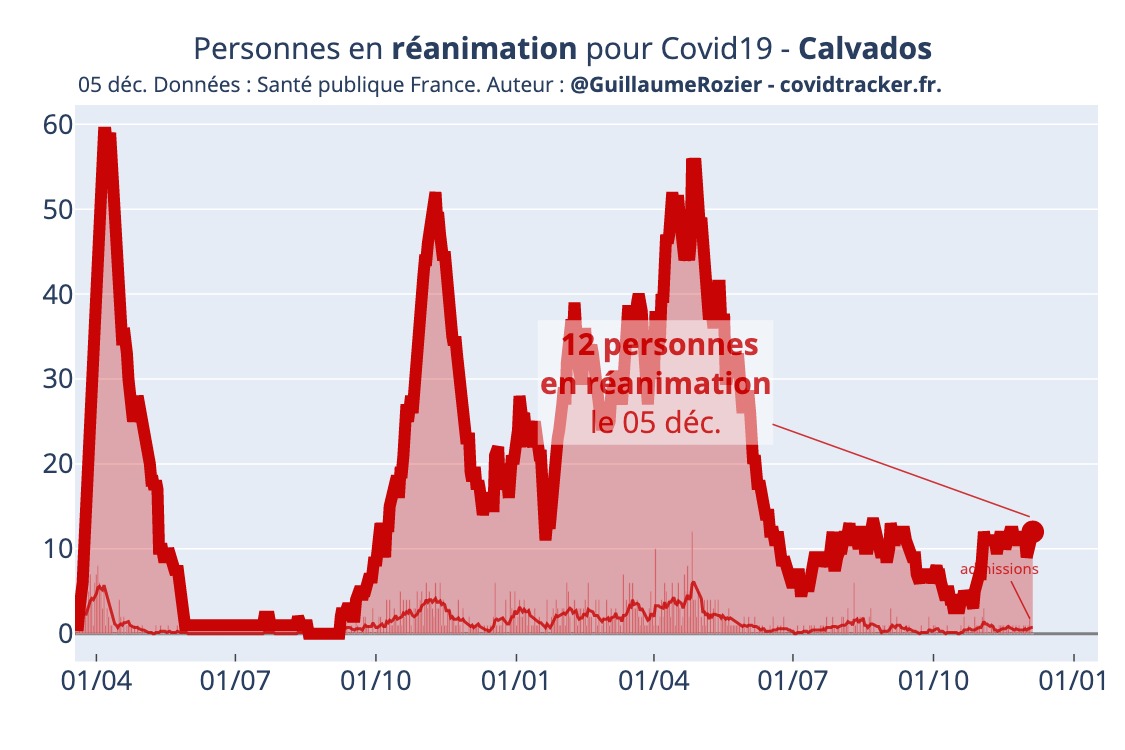 Personnes en réanimation pour Covid19 - Calvados
05 déc. Données : Santé publique France. Auteur : @GuillaumeRozier - covidtracker.fr.
60
50
40
30
20
10
0
12 personnes
en réanimation
le 05 déc.
admissions
01/04 01/07 01/10 01/01 01/04 01/07 01/10 01/01